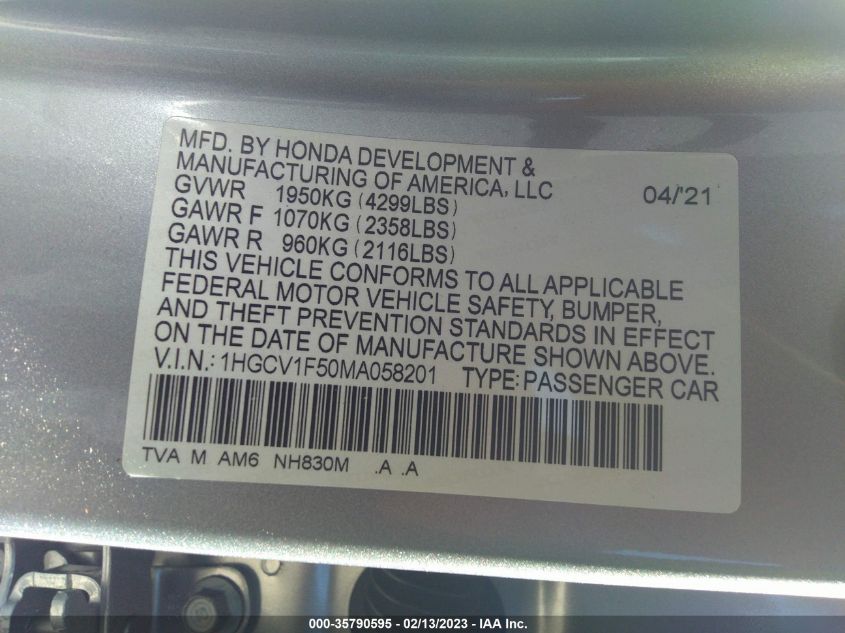 MFD. BY HONDA DEVELOPMENT &
MANUFACTURING OF AMERICA, LLC
04/'21
GVWR 1950KG (4299LBS)
GAWR F 1070KG (2358LBS)
GAWR R 960KG (2116LBS)
THIS VEHICLE CONFORMS TO ALL APPLICABLE
FEDERAL MOTOR VEHICLE SAFETY, BUMPER,
AND THEFT PREVENTION STANDARDS IN EFFECT
ON THE DATE OF MANUFACTURE SHOWN ABOVE.
V.I.N.: 1HGCV1F50MA058201 TYPE: PASSENGER CAR
TVA M AM6 NH830M .A .A
000-35790595 - 02/13/2023 - IAA Inc.